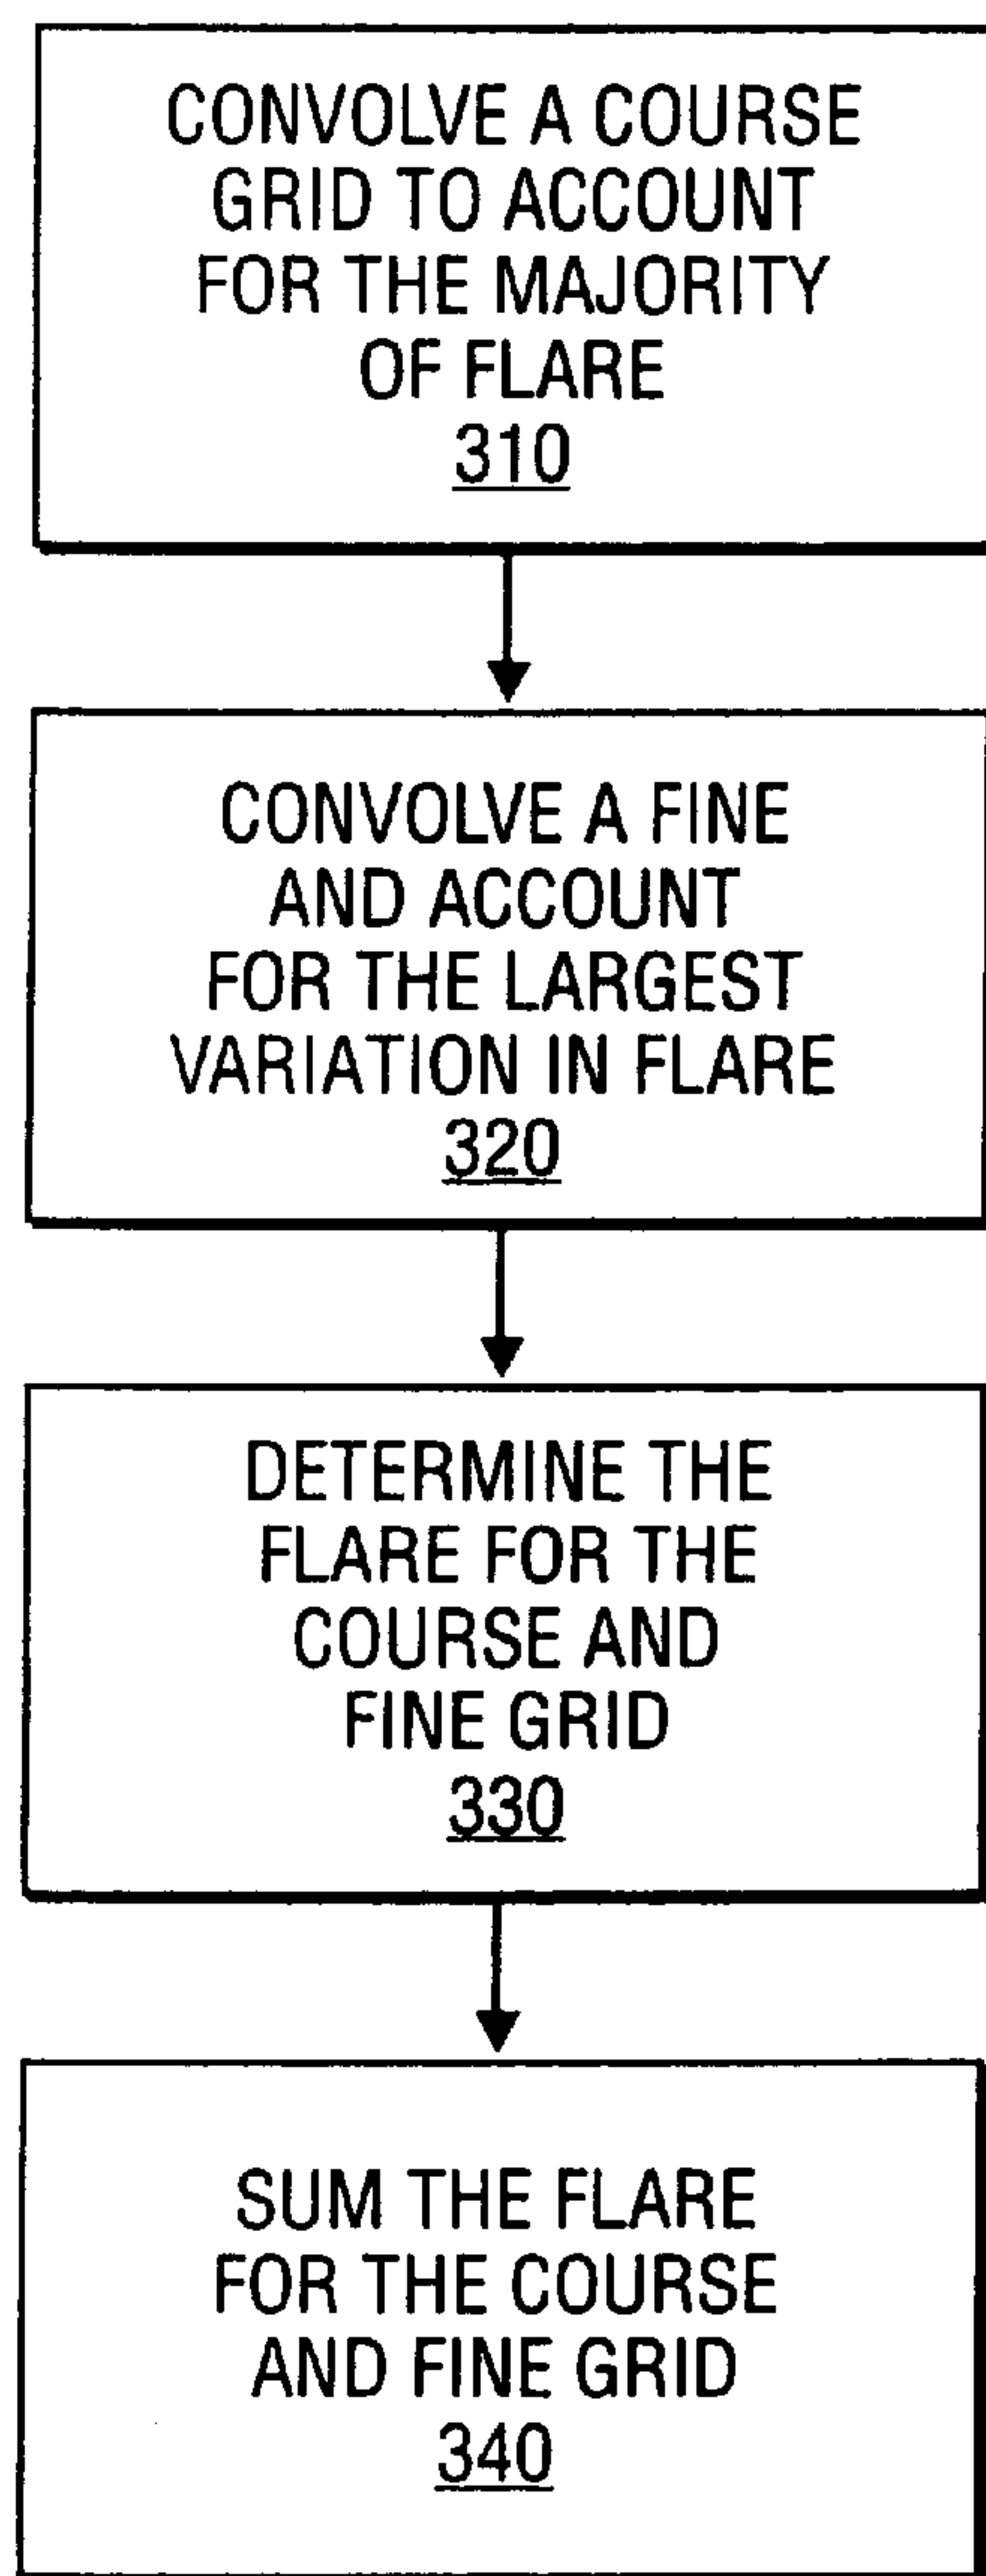 CONVOLVE A COURSE
GRID TO ACCOUNT
FOR THE MAJORITY
OF FLARE
310
CONVOLVE A FINE
AND ACCOUNT
FOR THE LARGEST
VARIATION IN FLARE
320
DETERMINE THE
FLARE FOR THE
COURSE AND
FINE GRID
330
SUM THE FLARE
FOR THE COURSE
AND FINE GRID
340